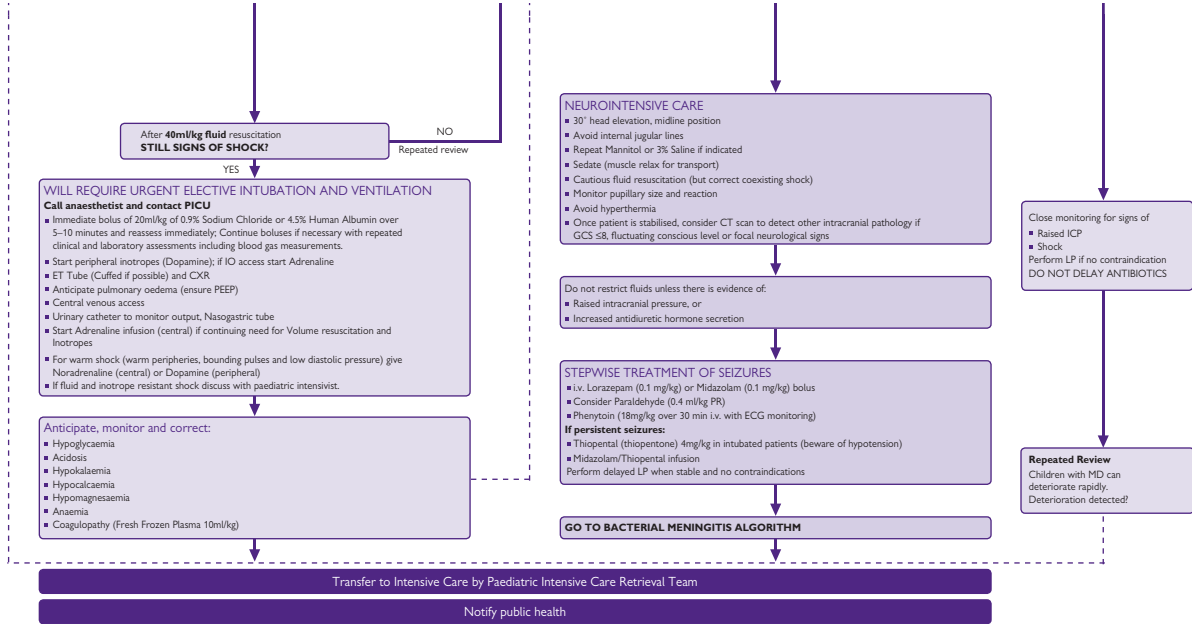 After 40ml/kg fluid resuscitation
STILL SIGNS OF SHOCK?
NO
Repeated review
YES
WILL REQUIRE URGENT ELECTIVE INTUBATION AND VENTILATION
Call anaesthetist and contact PICU
Immediate bolus of 20ml/kg of 0.9% Sodium Chloride or 4.5% Human Albumin over
5–10 minutes and reassess immediately; Continue boluses if necessary with repeated
clinical and laboratory assessments including blood gas measurements.
Start peripheral inotropes (Dopamine); if IO access start Adrenaline
ET Tube (Cuffed if possible) and CXR
Anticipate pulmonary oedema (ensure PEEP)
Central venous access
Urinary catheter to monitor output, Nasogastric tube
Start Adrenaline infusion (central) if continuing need for Volume resuscitation and
Inotropes
For warm shock (warm peripheries, bounding pulses and low diastolic pressure) give
Noradrenaline (central) or Dopamine (peripheral)
If fluid and inotrope resistant shock discuss with paediatric intensivist.
Anticipate, monitor and correct:
Hypoglycaemia
Acidosis
Hypokalaemia
Hypocalcaemia
Hypomagnesaemia
Anaemia
Coagulopathy (Fresh Frozen Plasma 10ml/kg)
NEUROINTENSIVE CARE
30˚ head elevation, midline position
Avoid internal jugular lines
Repeat Mannitol or 3% Saline if indicated
Sedate (muscle relax for transport)
Cautious fluid resuscitation (but correct coexisting shock)
Monitor pupillary size and reaction
Avoid hyperthermia
Once patient is stabilised, consider CT scan to detect other intracranial pathology if
GCS ≤8, fluctuating conscious level or focal neurological signs
Do not restrict fluids unless there is evidence of:
Raised intracranial pressure, or
Increased antidiuretic hormone secretion
STEPWISE TREATMENT OF SEIZURES
i.v. Lorazepam (0.1 mg/kg) or Midazolam (0.1 mg/kg) bolus
Consider Paraldehyde (0.4 ml/kg PR)
Phenytoin (18mg/kg over 30 min i.v. with ECG monitoring)
If persistent seizures:
Thiopental (thiopentone) 4mg/kg in intubated patients (beware of hypotension)
Midazolam/Thiopental infusion
Perform delayed LP when stable and no contraindications
GO TO BACTERIAL MENINGITIS ALGORITHM
Close monitoring for signs of
Raised ICP
Shock
Perform LP if no contraindication
DO NOT DELAY ANTIBIOTICS
Repeated Review
Children with MD can
deteriorate rapidly.
Deterioration detected?
Transfer to Intensive Care by Paediatric Intensive Care Retrieval Team
Notify public health